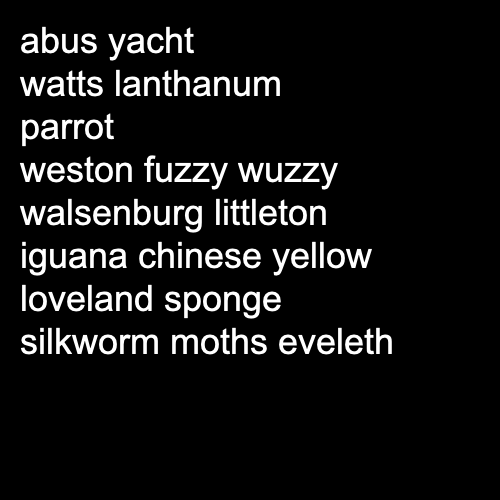 abus yacht
watts lanthanum
parrot
weston fuzzy wuzzy
walsenburg littleton
iguana chinese yellow
loveland sponge
silkworm moths eveleth